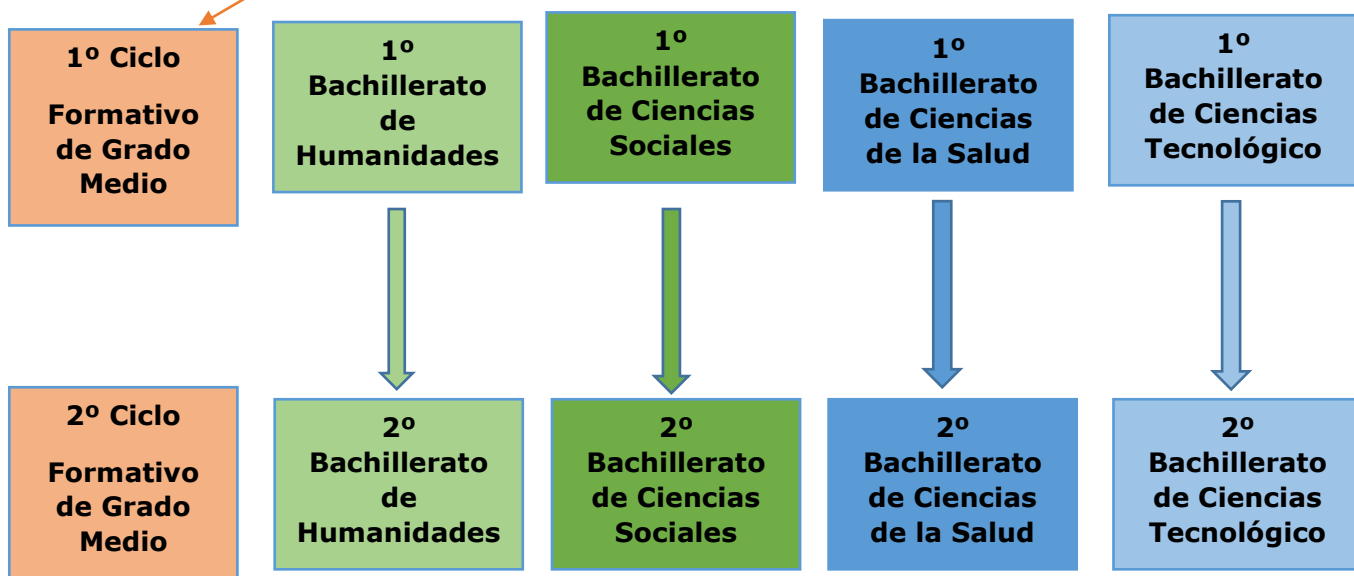 1º Ciclo
Formativo
de Grado
Medio
1º
Bachillerato
de
Humanidades
1º
Bachillerato
de Ciencias
Sociales
1º
Bachillerato
de Ciencias
de la Salud
1º
Bachillerato
de Ciencias
Tecnológico
2º Ciclo
Formativo
de Grado
Medio
2º
Bachillerato
de
Humanidades
2º
Bachillerato
de Ciencias
Sociales
2º
Bachillerato
de Ciencias
de la Salud
2º
Bachillerato
de Ciencias
Tecnológico